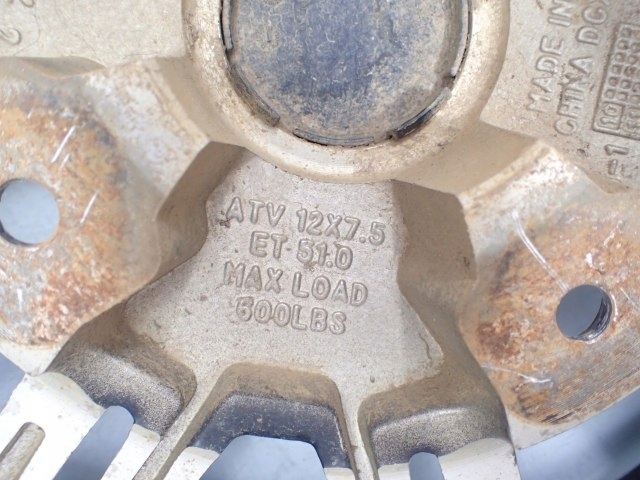 ATV 12X7.5
ET 51.0
MAX LOAD
500LBS
MADE IN
CHINA